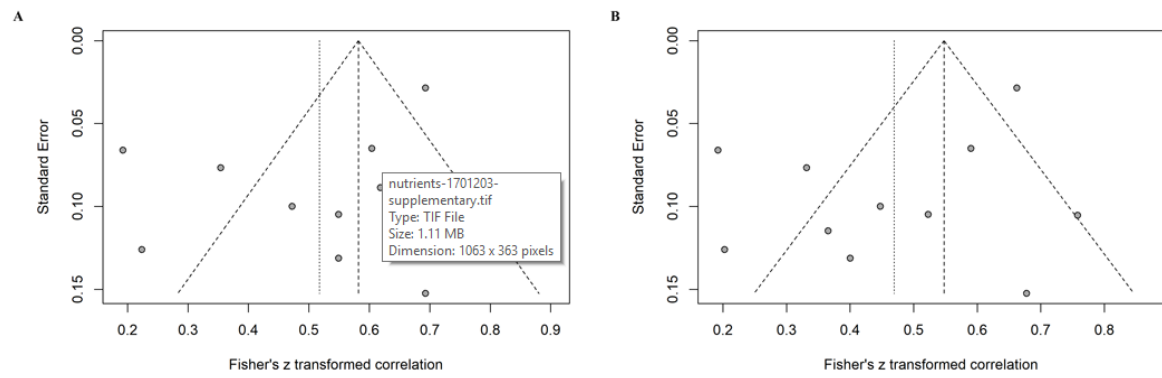 A
B
0.00
0.05
0.10
0.15
Standard Error
0.2 0.3 0.4 0.5 0.6 0.7 0.8 0.9
Fisher's z transformed correlation
nutrients-1701203-
supplementary.tif
Type: TIF File
Size: 1.11 MB
Dimension: 1063 x 363 pixels
0.00
0.05
0.10
0.15
Standard Error
0.2 0.3 0.4 0.5 0.6 0.7 0.8
Fisher's z transformed correlation